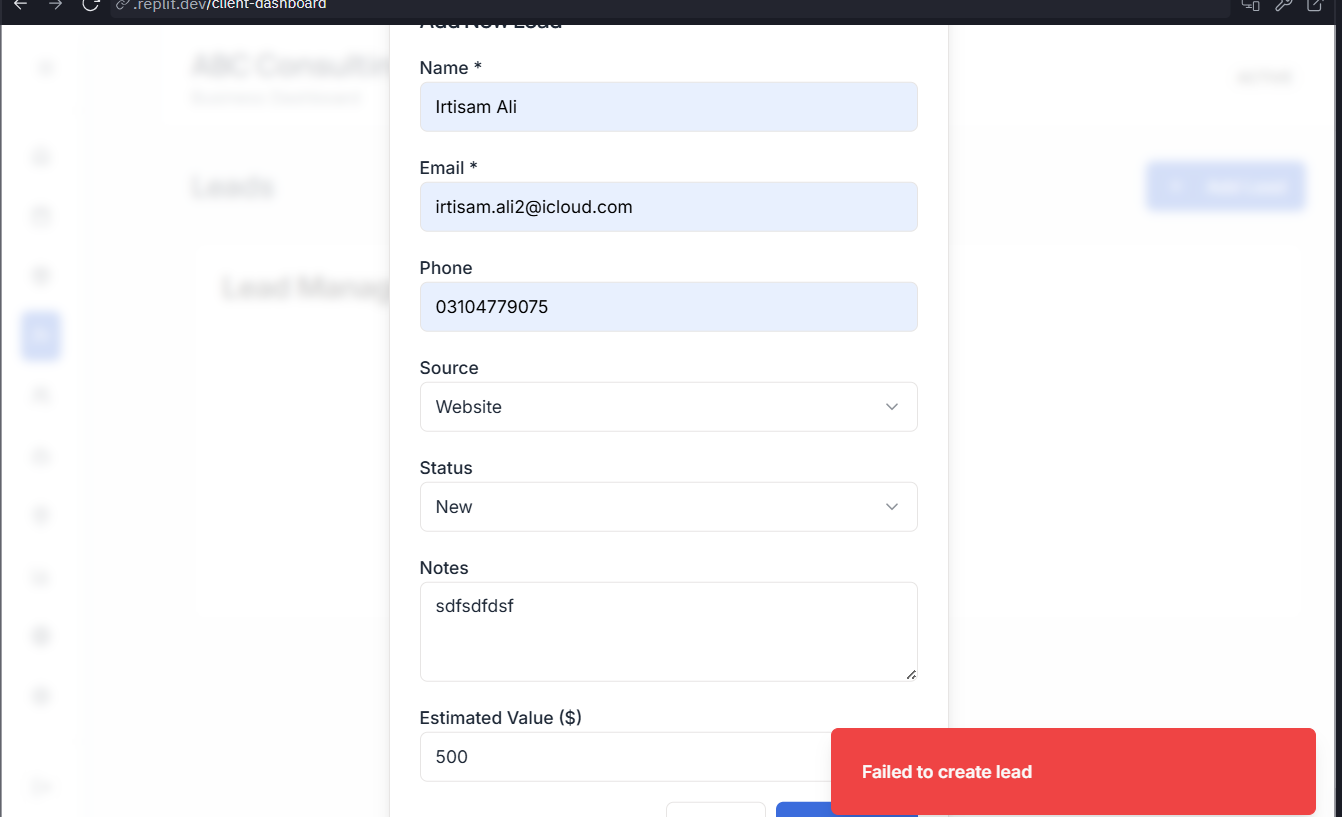 .replit.dev/client-dashboard
Add New Lead
Name *
Irtisam Ali
Email *
irtisam.ali2@icloud.com
Phone
03104779075
Source
Website
Status
New
Notes
sdfsdfdsf
Estimated Value ($)
500
Failed to create lead
ABC Consultin
Leads
Lead Manag